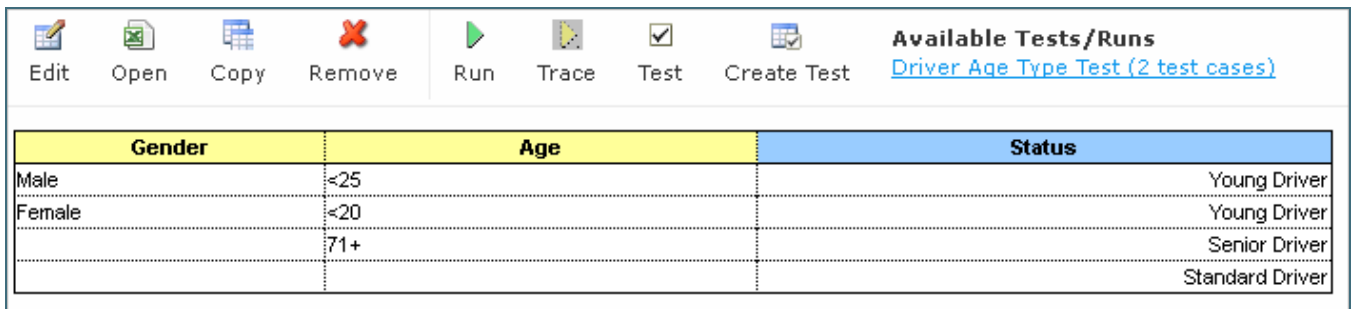 Edit Open Copy Remove Run Trace Test Create Test
Available Tests/Runs
Driver Age Type Test (2 test cases)
Gender Age Status
Male <25 Young Driver
Female <20 Young Driver
71+ Senior Driver
Standard Driver